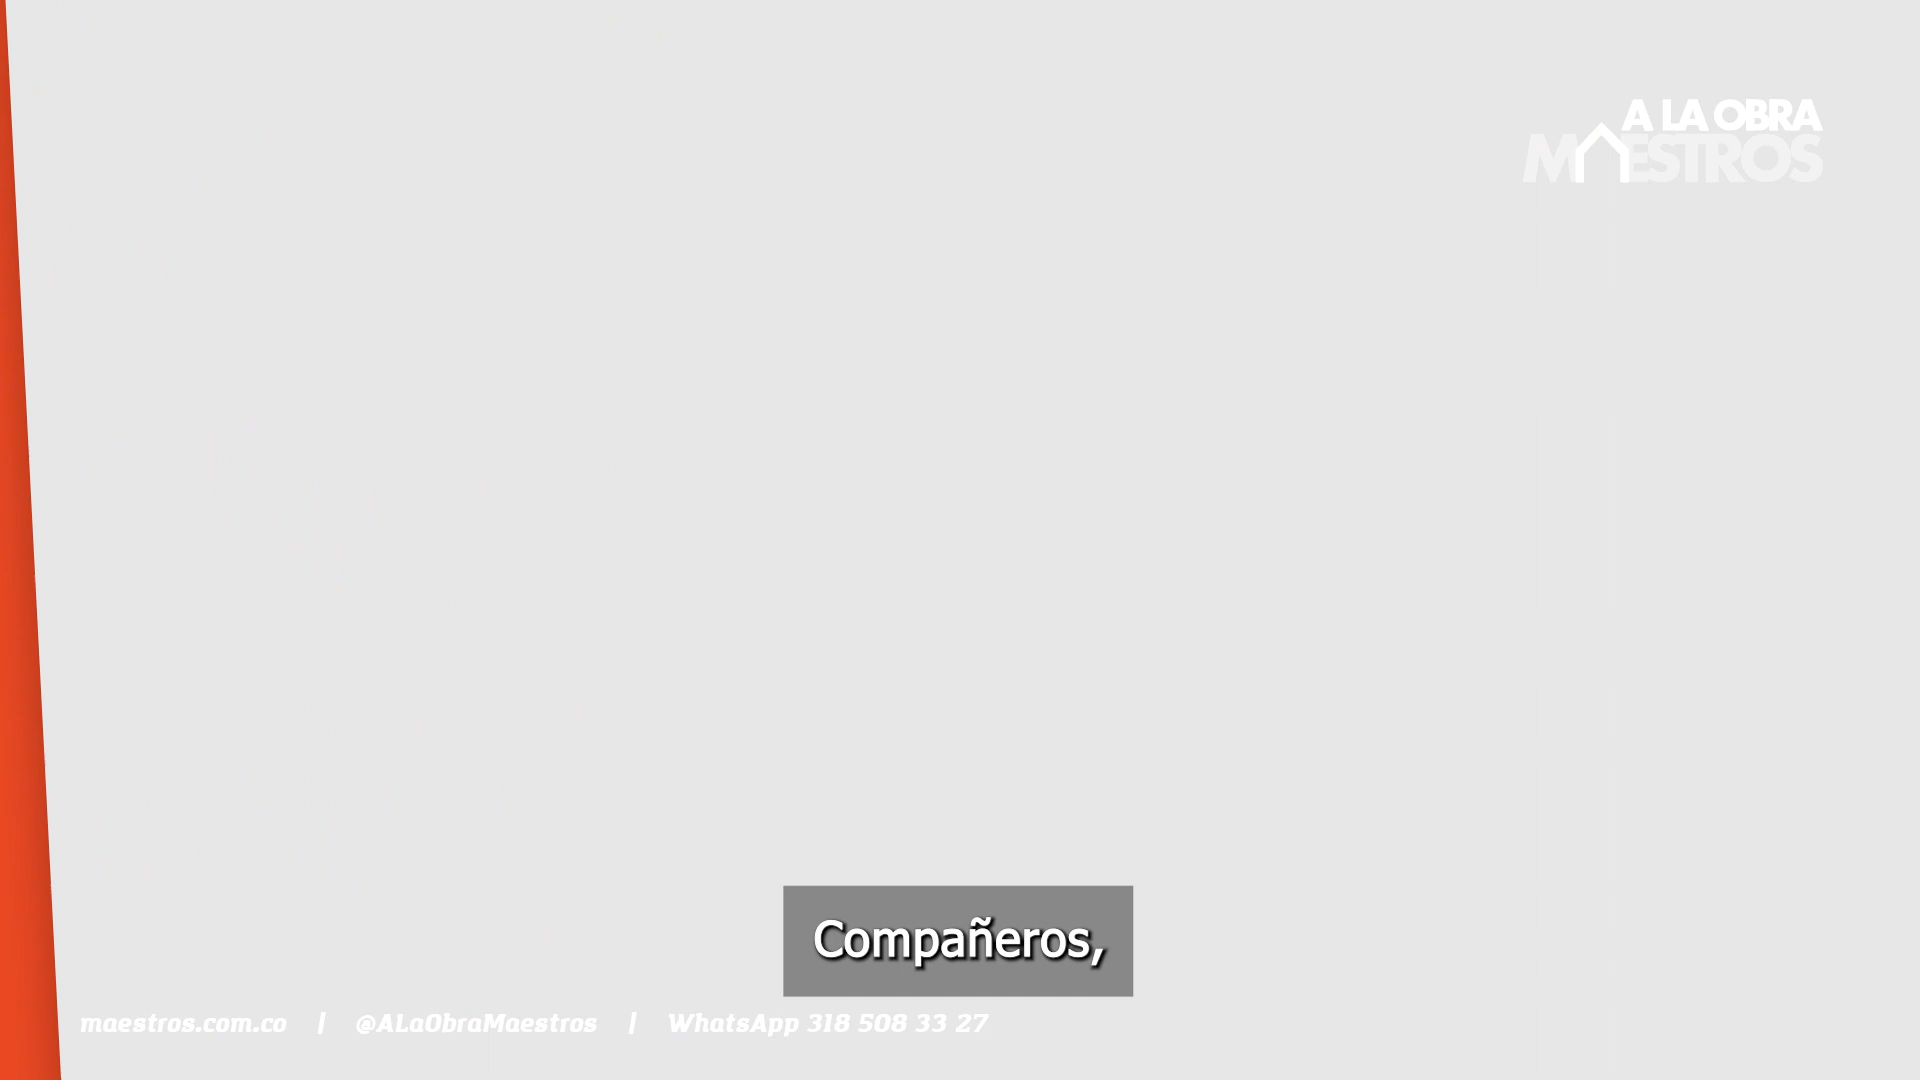 A LA OBRA
MAESTROS
Compañeros,
maestros.com.co / @ALaObraMaestros / WhatsApp 318 508 33 27